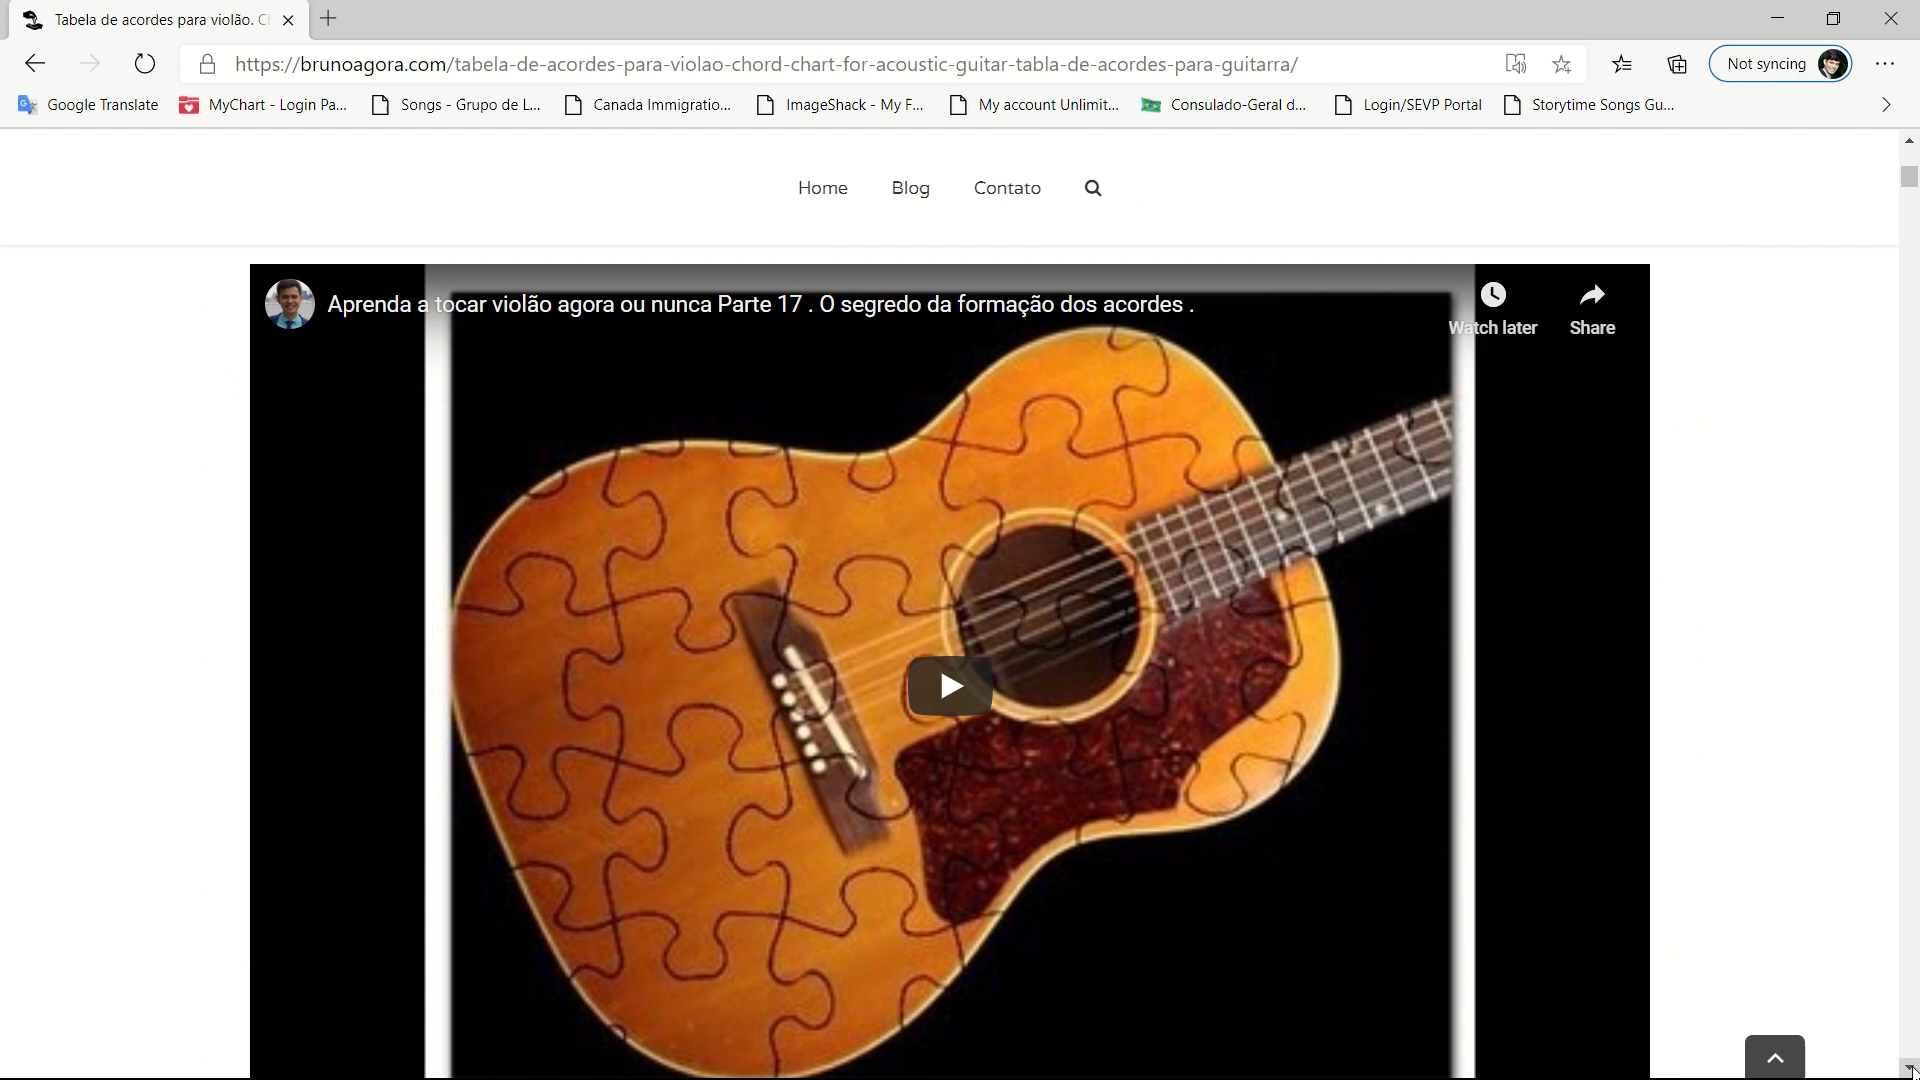 Tabela de acordes para violão. C
Not syncing
https://brunoagora.com/tabela-de-acordes-para-violao-chord-chart-for-acoustic-guitar-tabla-de-acordes-para-guitarra/
Google Translate
MyChart - Login Pa...
Songs - Grupo de L...
Canada Immigratio...
ImageShack - My F...
My account Unlimit...
Consulado-Geral d...
Login/SEVP Portal
Storytime Songs Gu...
Home
Blog
Contato
Aprenda a tocar violão agora ou nunca Parte 17 . O segredo da formação dos acordes .
Watch later
Share